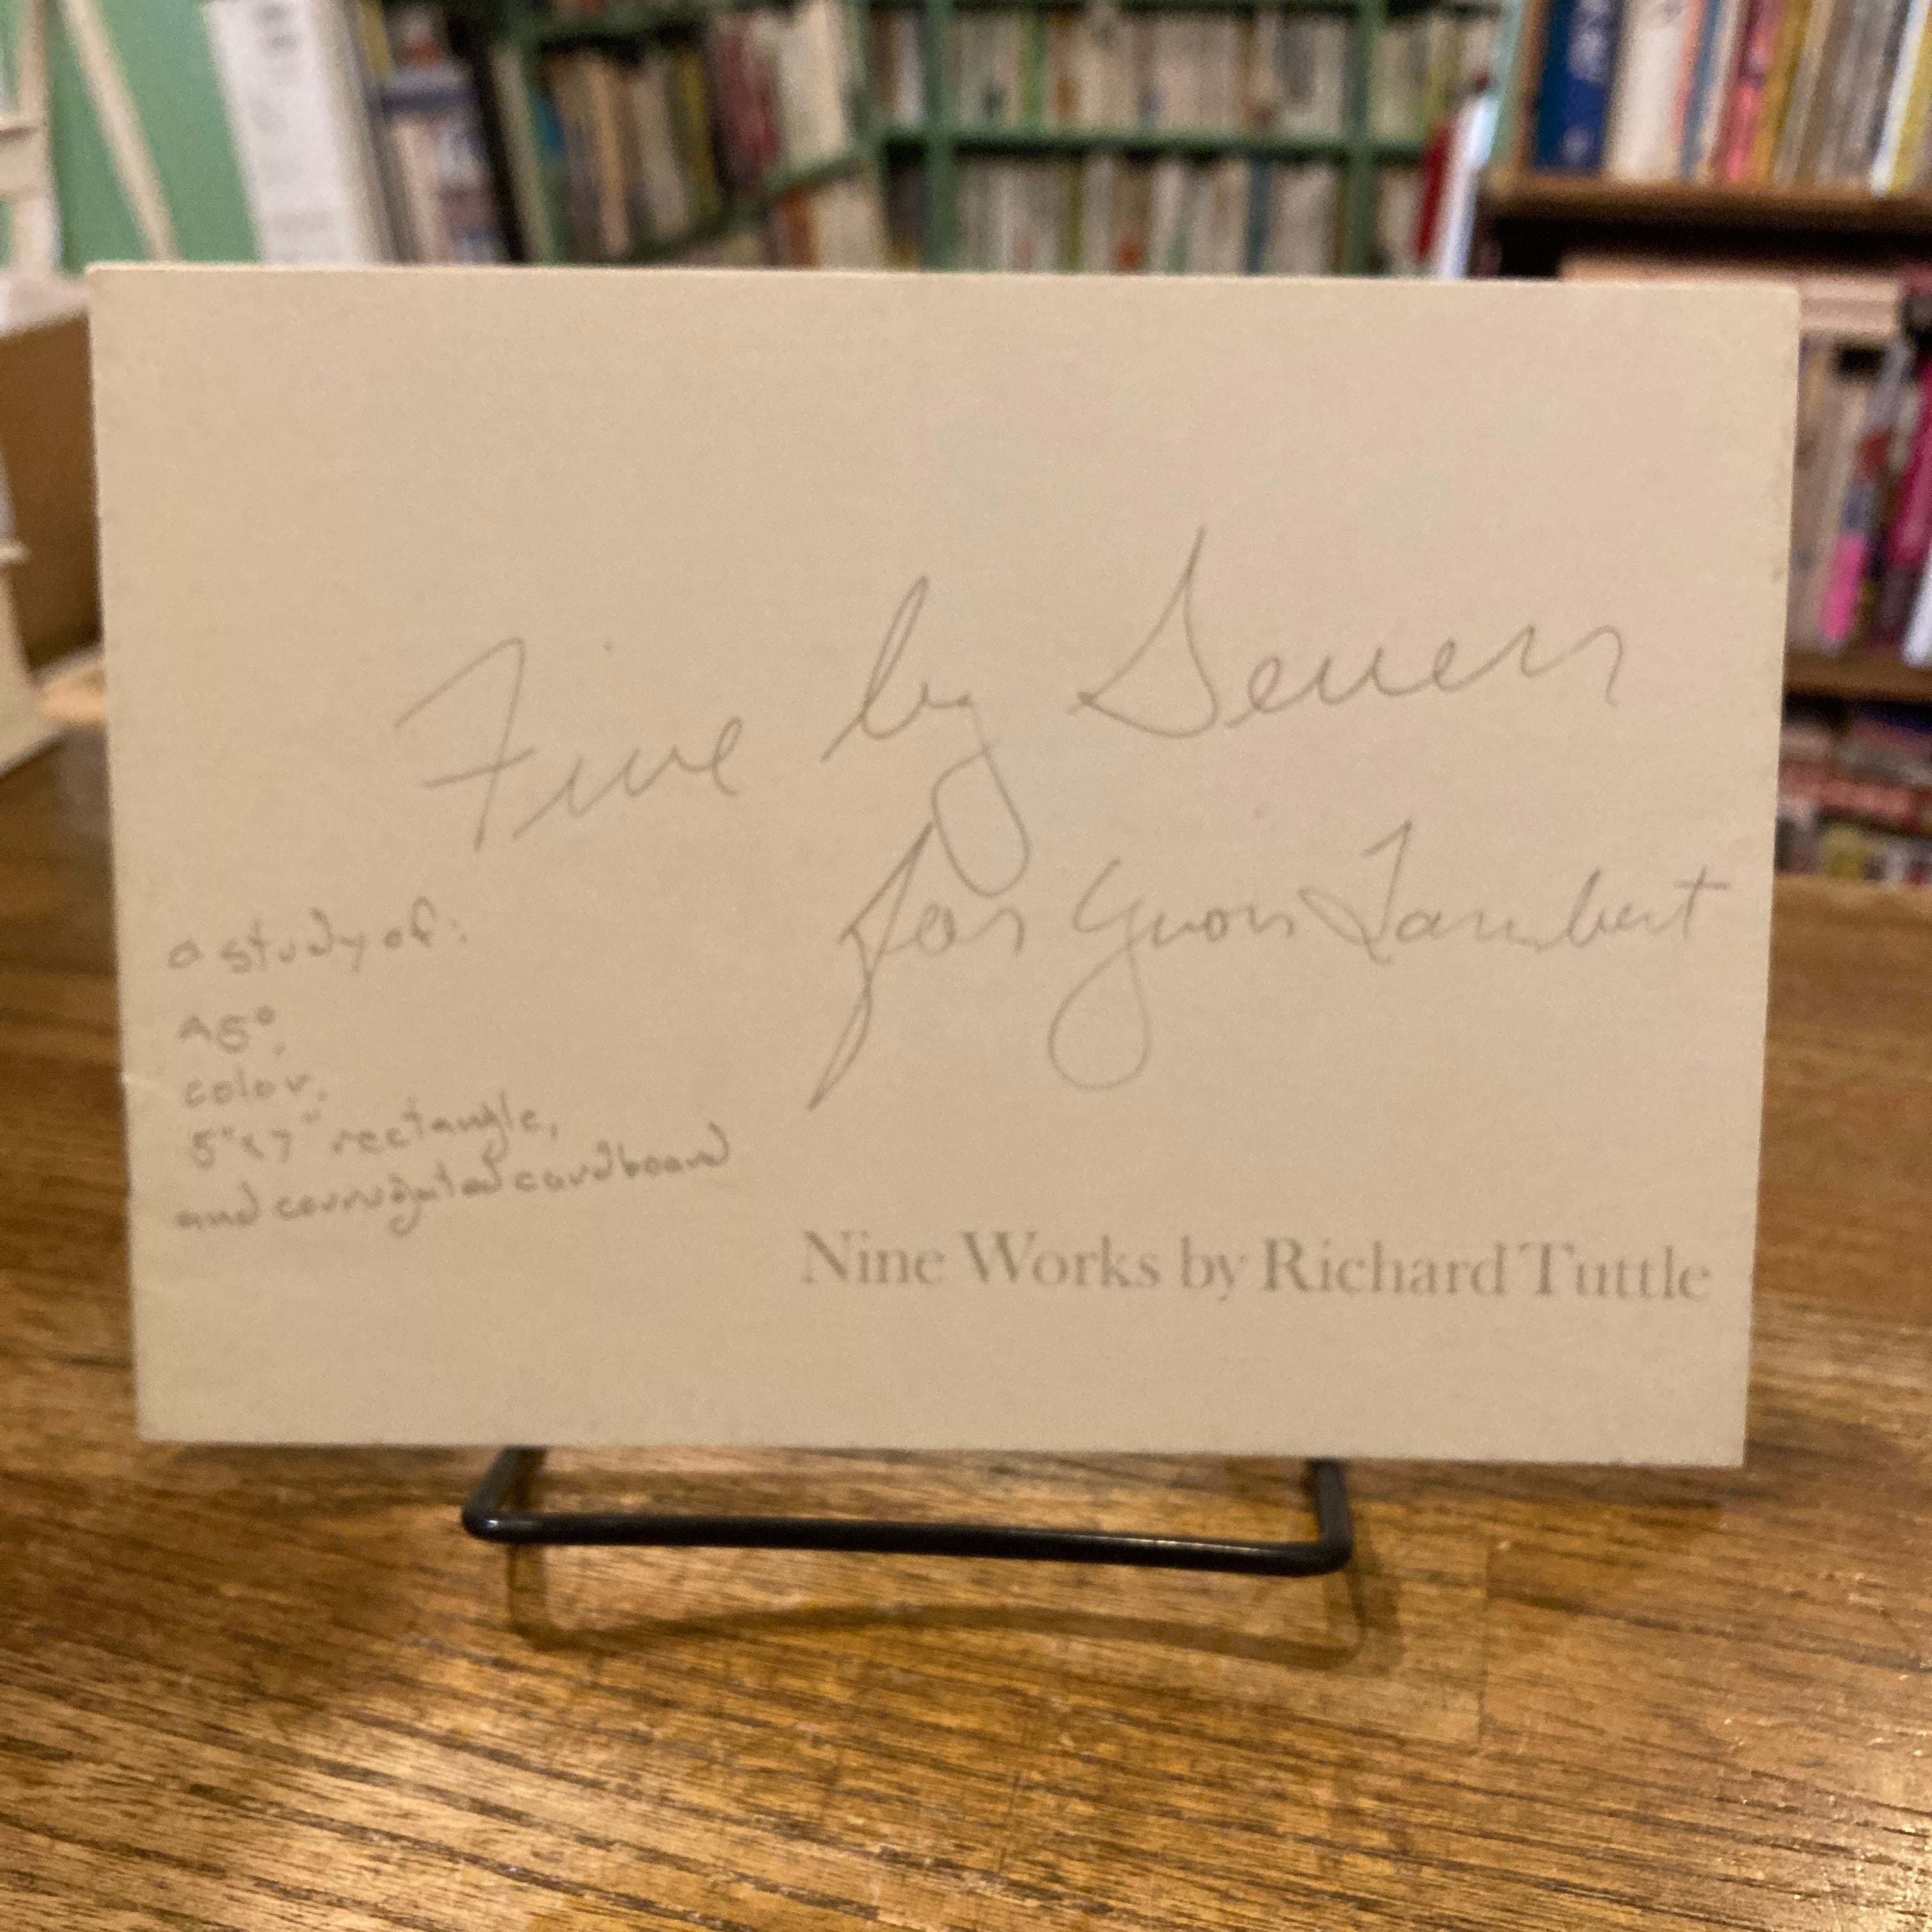 Five by Seven
for Yvon Lambert
a study of:
45°,
color,
5"x7" rectangle,
and corrugated cardboard
Nine Works by Richard Tuttle